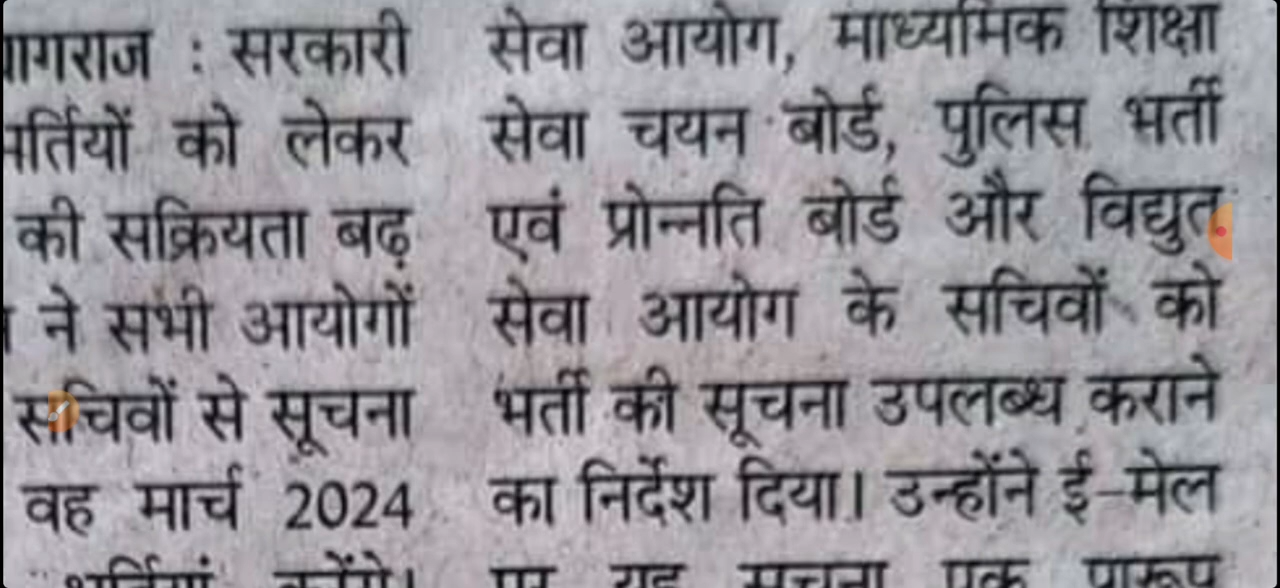 : सरकारी
को लेकर
की सक्रियता बढ़
ने सभी आयोगों
सचिवों से सूचना
वह मार्च 2024
सेवा आयोग, माध्यमिक शिक्षा
सेवा चयन बोर्ड, पुलिस भर्ती
एवं प्रोन्नति बोर्ड और विद्युत
सेवा आयोग के सचिवों को
भर्ती की सूचना उपलब्ध कराने
का निर्देश दिया। उन्होंने ई-मेल